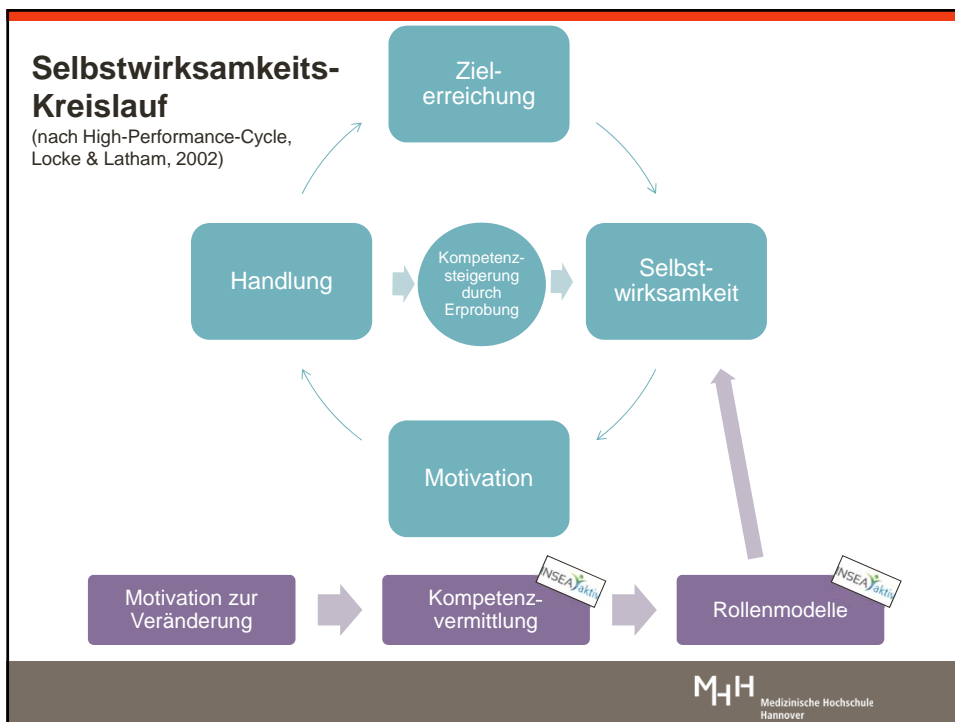 Selbstwirksamkeits-
Kreislauf
(nach High-Performance-Cycle,
Locke & Latham, 2002)
Ziel-
erreichung
Handlung
Kompetenz-
steigerung
durch
Erprobung
Selbst-
wirksamkeit
Motivation
Motivation zur
Veränderung
Kompetenz-
vermittlung
INSEA
aktiv
Rollenmodelle
INSEA
aktiv
MHH
Medizinische Hochschule
Hannover